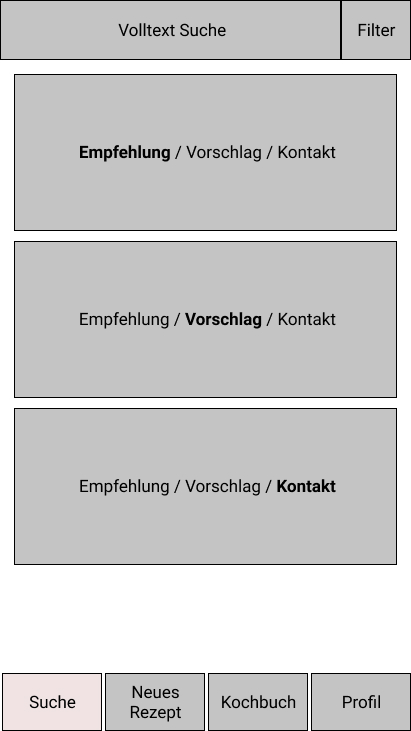 Volltext Suche
Filter
Empfehlung / Vorschlag / Kontakt
Empfehlung / Vorschlag / Kontakt
Empfehlung / Vorschlag / Kontakt
Suche
Neues
Rezept
Kochbuch
Profil